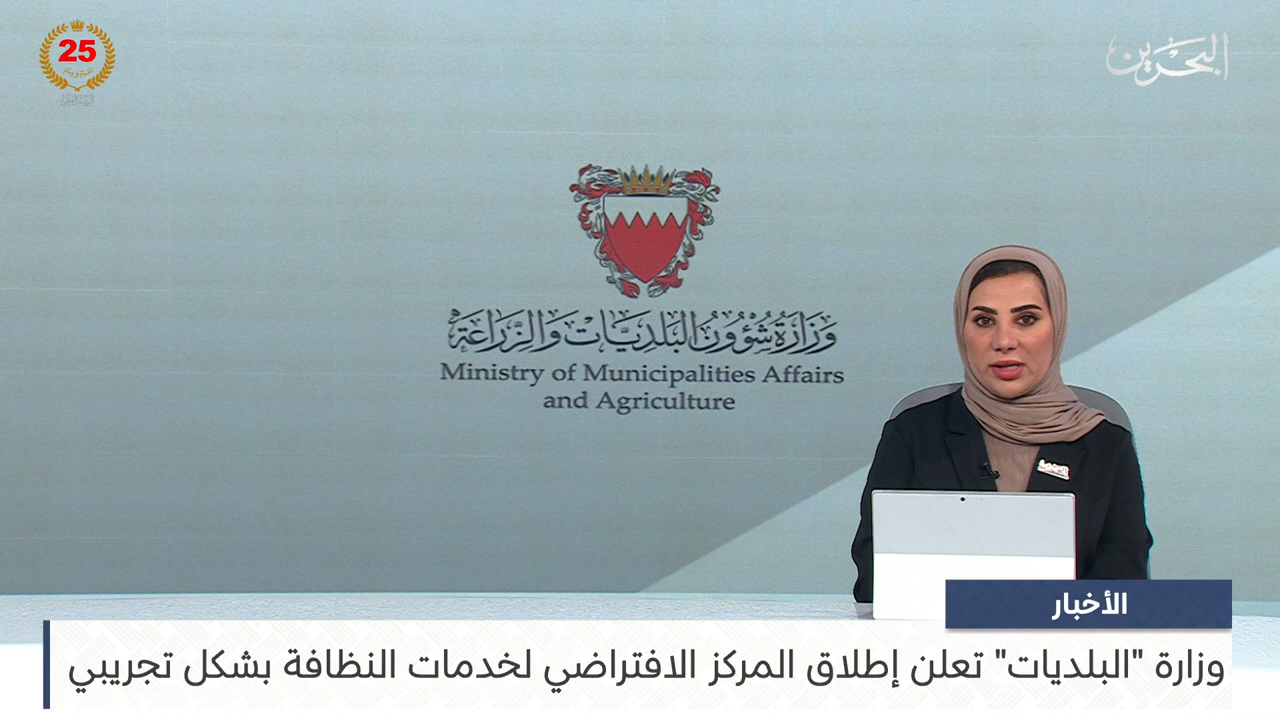 25
البحرين
وزارة شؤون البلديات والزراعة
Ministry of Municipalities Affairs
and Agriculture
الأخبار
وزارة "البلديات" تعلن إطلاق المركز الافتراضي لخدمات النظافة بشكل تجريبي